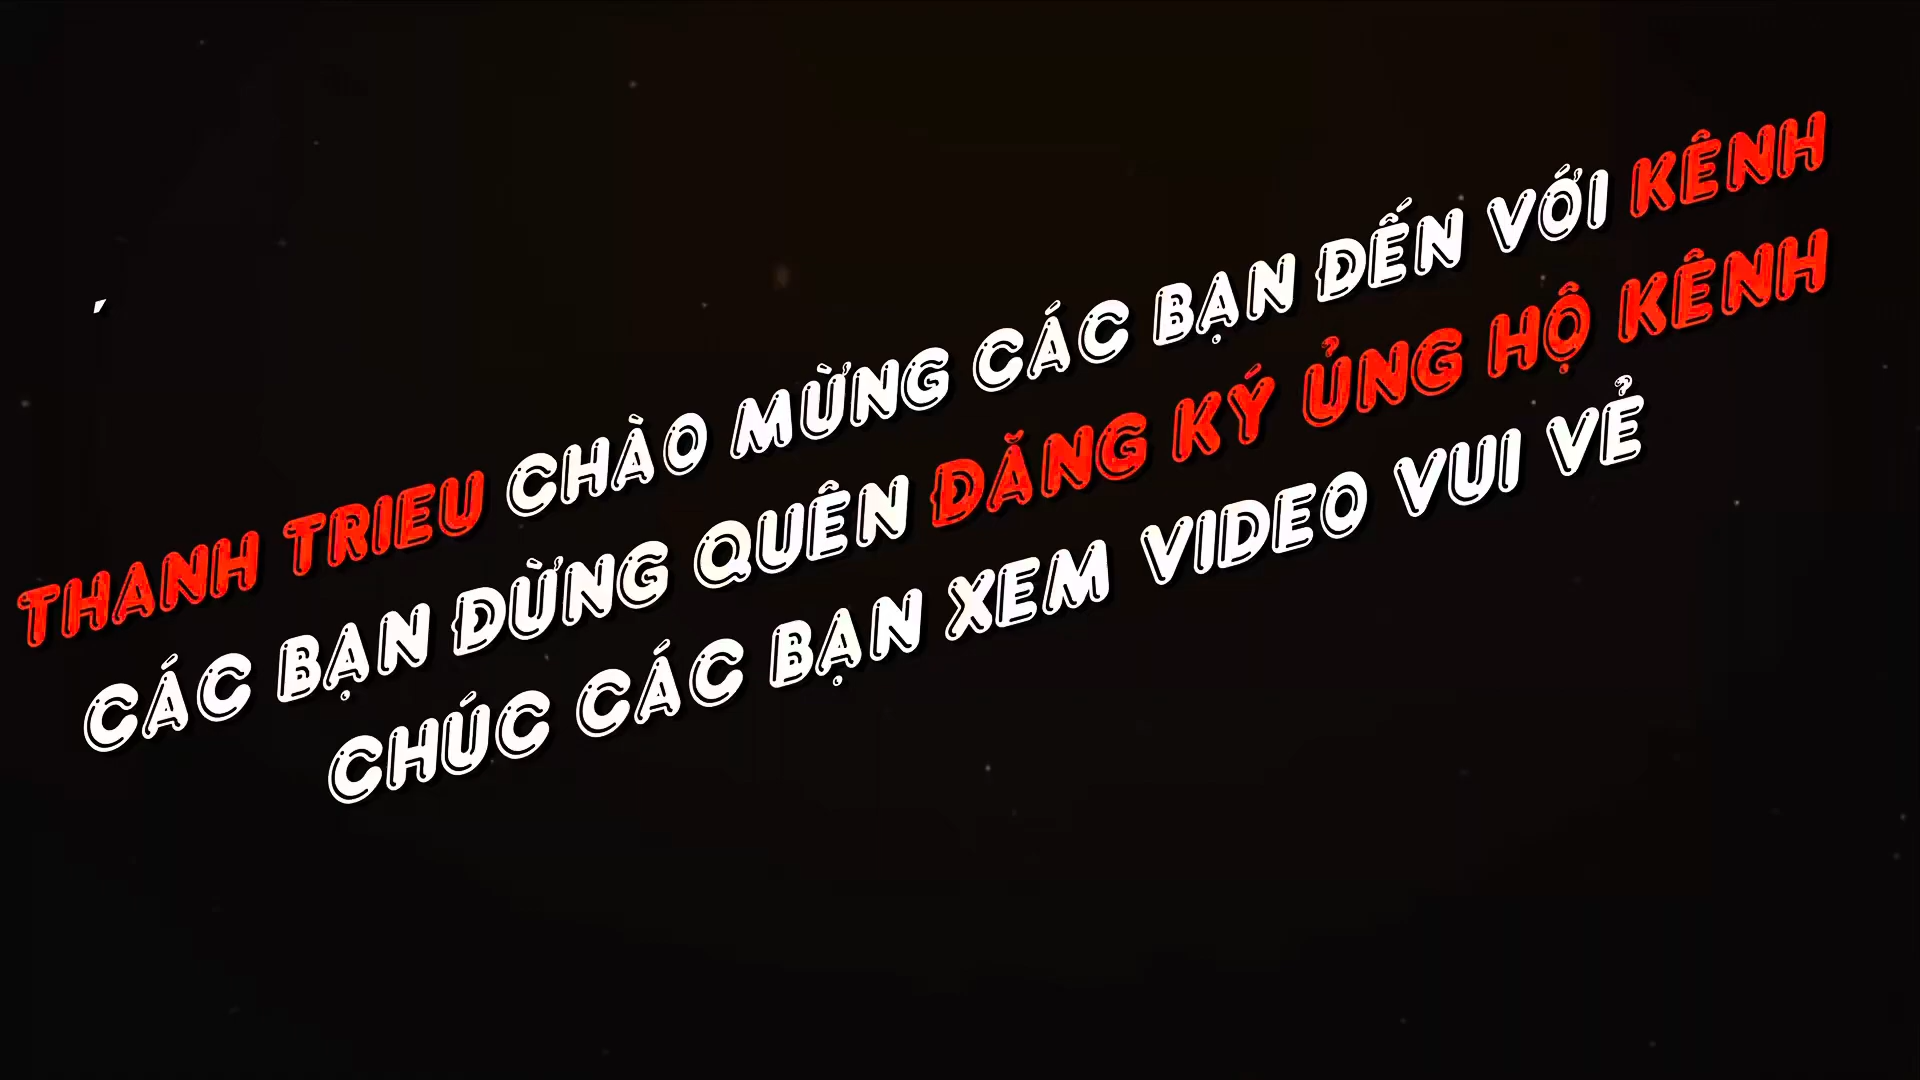 THANH TRIEU CHÀO MỪNG CÁC BẠN ĐẾN VỚI KÊNH
CÁC BẠN ĐỪNG QUÊN ĐĂNG KÝ ỦNG HỘ KÊNH
CHÚC CÁC BẠN XEM VIDEO VUI VẺ